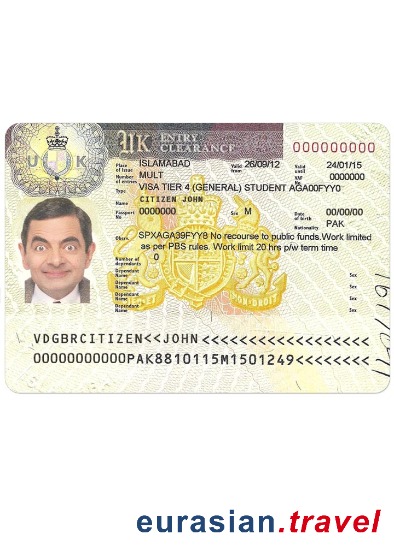 UK
UK ENTRY CLEARANCE
000000000
Place of issue ISLAMABAD Valid from 26/09/12 Valid until 24/01/15
Number of entries MULT VAF No 0000000
Type VISA TIER 4 (GENERAL) STUDENT AGA00FYY0
Name CITIZEN JOHN
Passport No 0000000 Sex M Date of birth 00/00/00
Nationality PAK
Obser. SPXAGA39FYY8 No recourse to public funds.Work limited
as per PBS rules. Work limit 20 hrs p/w term time
Number of dependants 0
Dependant Name Sex
Dependant Name Sex
Dependant Name Sex
Dependant Name Sex
VDGBRCITIZEN<<JOHN<<<<<<<<<<<<<<<<<<
00000000000PAK8810115M1501249<<<<<<<
eurasian.travel